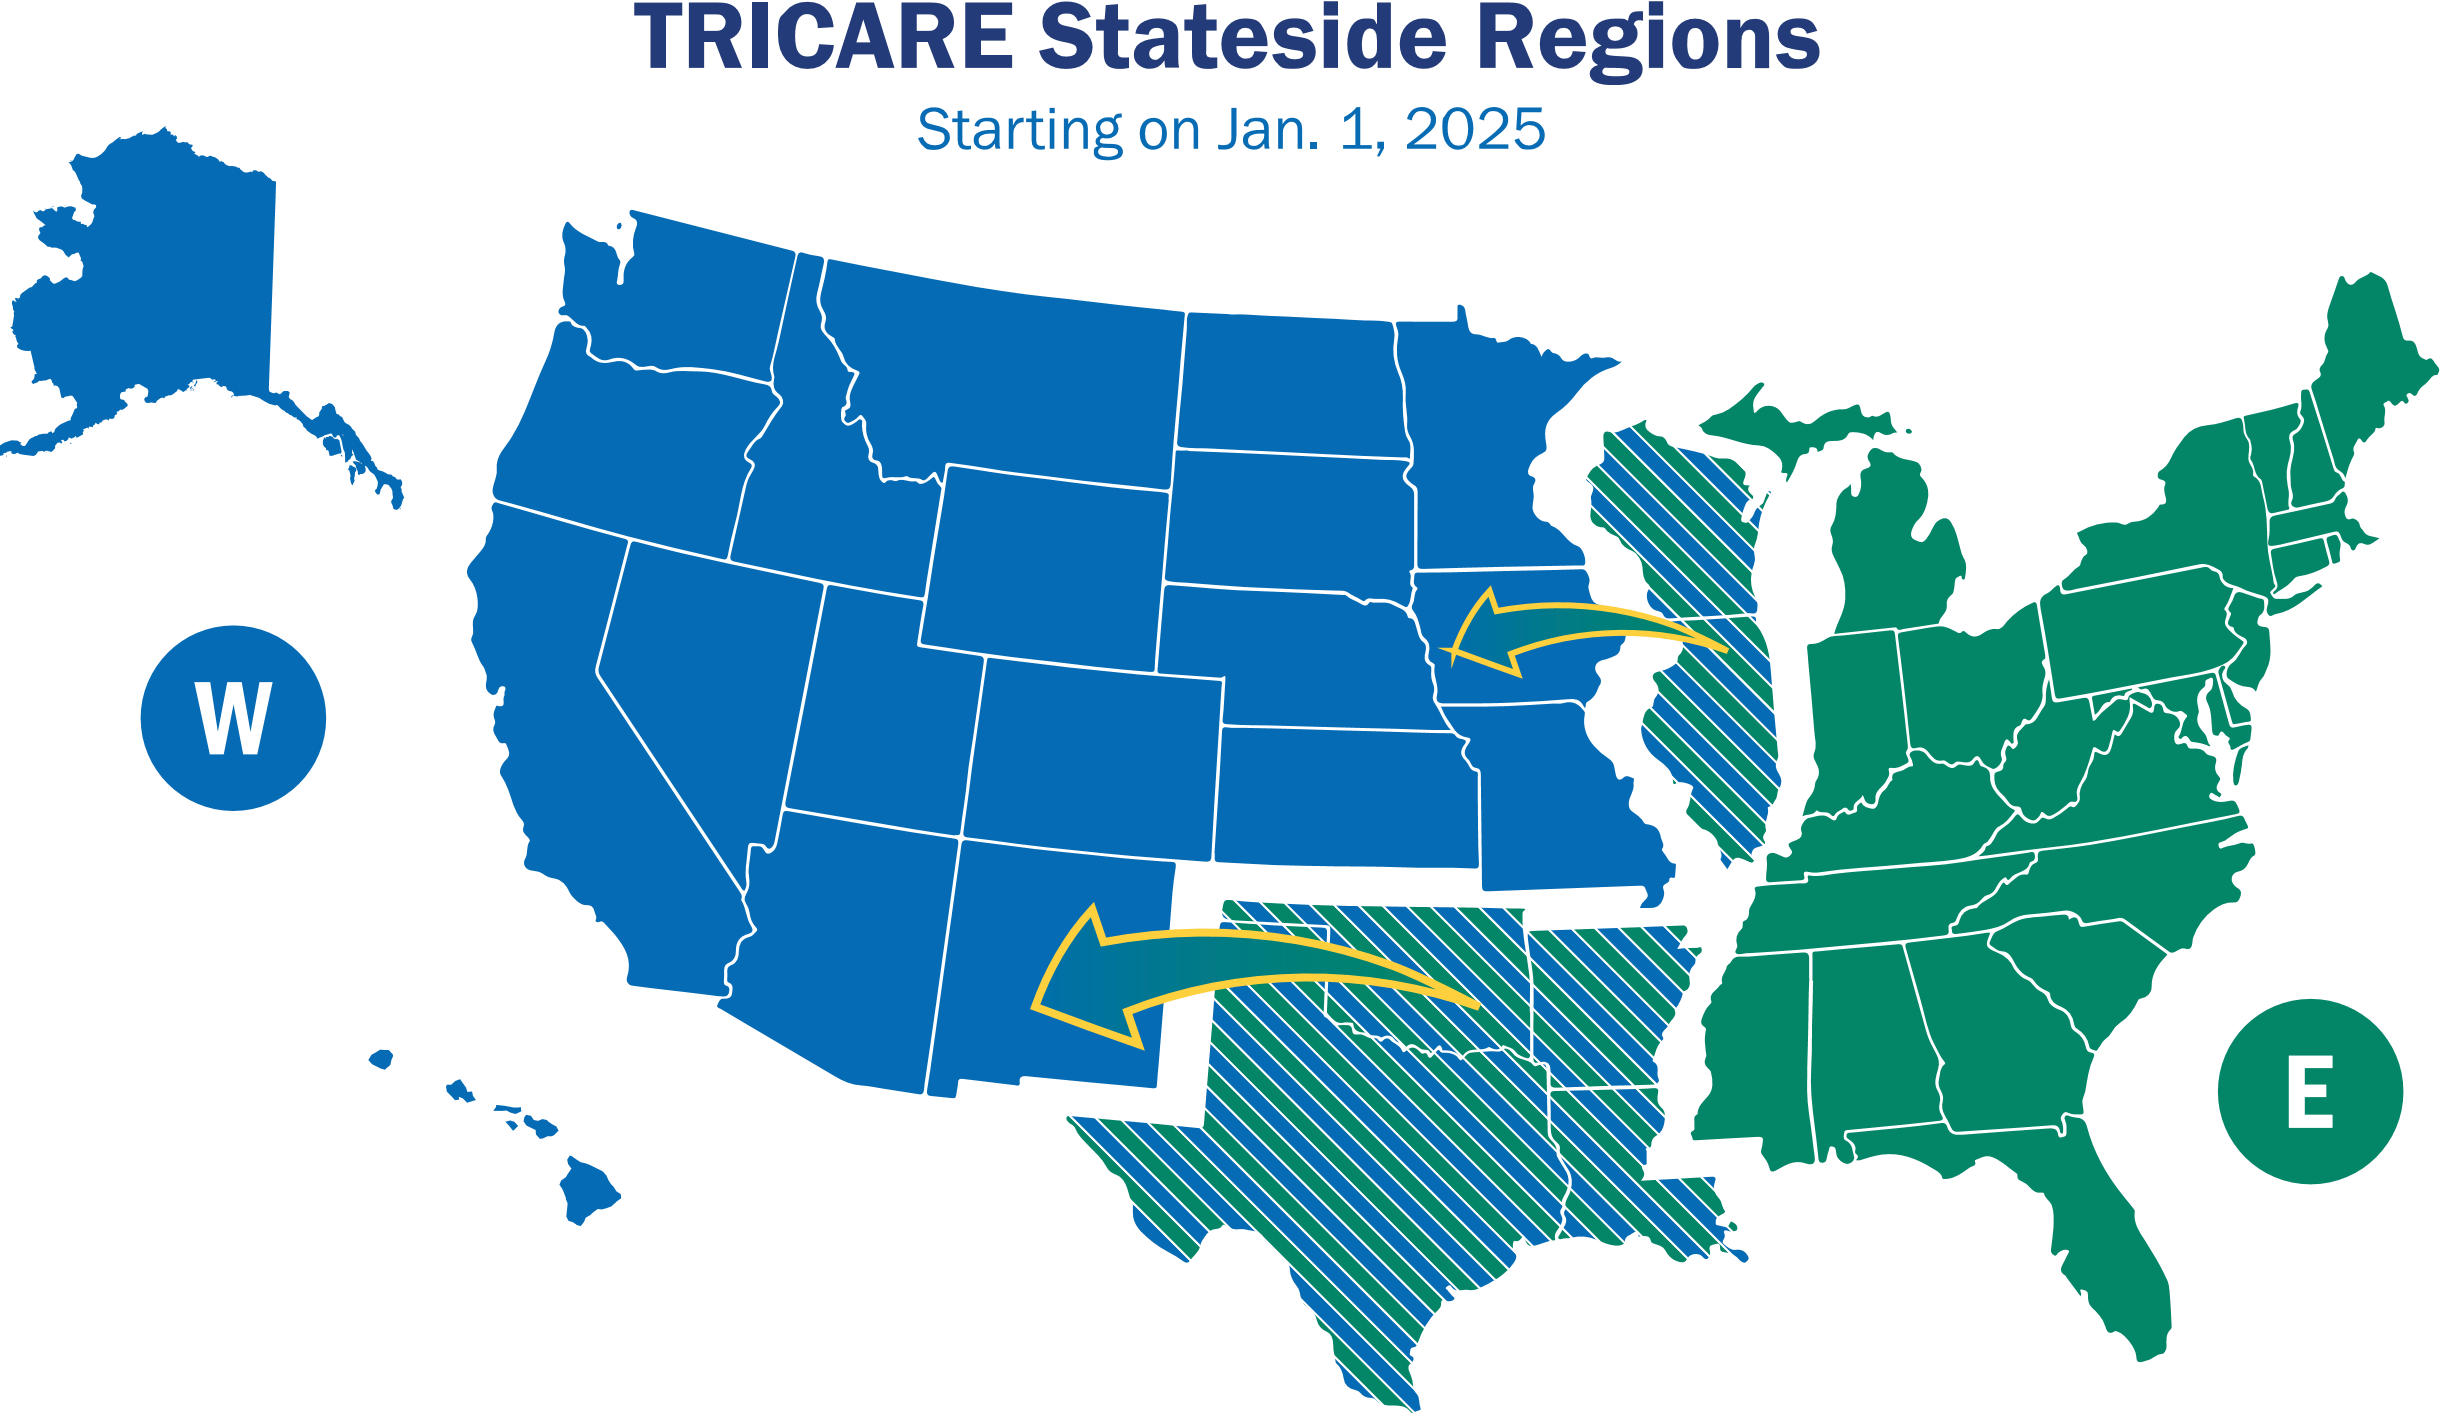 TRICARE Stateside Regions
Starting on Jan. 1, 2025
W
E